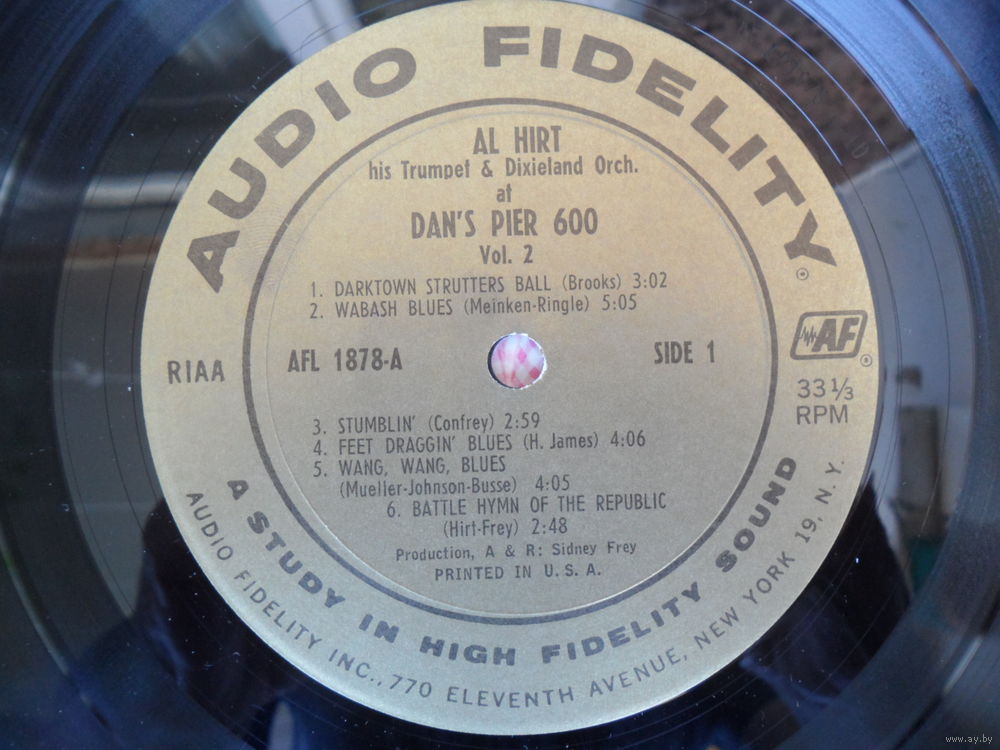 AUDIO FIDELITY ®
AL HIRT
his Trumpet & Dixieland Orch.
at
DAN'S PIER 600
Vol. 2
1. DARKTOWN STRUTTERS BALL (Brooks) 3:02
2. WABASH BLUES (Meinken-Ringle) 5:05
RIAA
AFL 1878-A
SIDE 1
AF ®
33 1/3
RPM
3. STUMBLIN' (Confrey) 2:59
4. FEET DRAGGIN' BLUES (H. James) 4:06
5. WANG, WANG, BLUES
(Mueller-Johnson-Busse) 4:05
6. BATTLE HYMN OF THE REPUBLIC
(Hirt-Frey) 2:48
Production, A & R: Sidney Frey
PRINTED IN U. S. A.
A STUDY IN HIGH FIDELITY SOUND
AUDIO FIDELITY INC., 770 ELEVENTH AVENUE, NEW YORK 19, N. Y.
www.ay.by